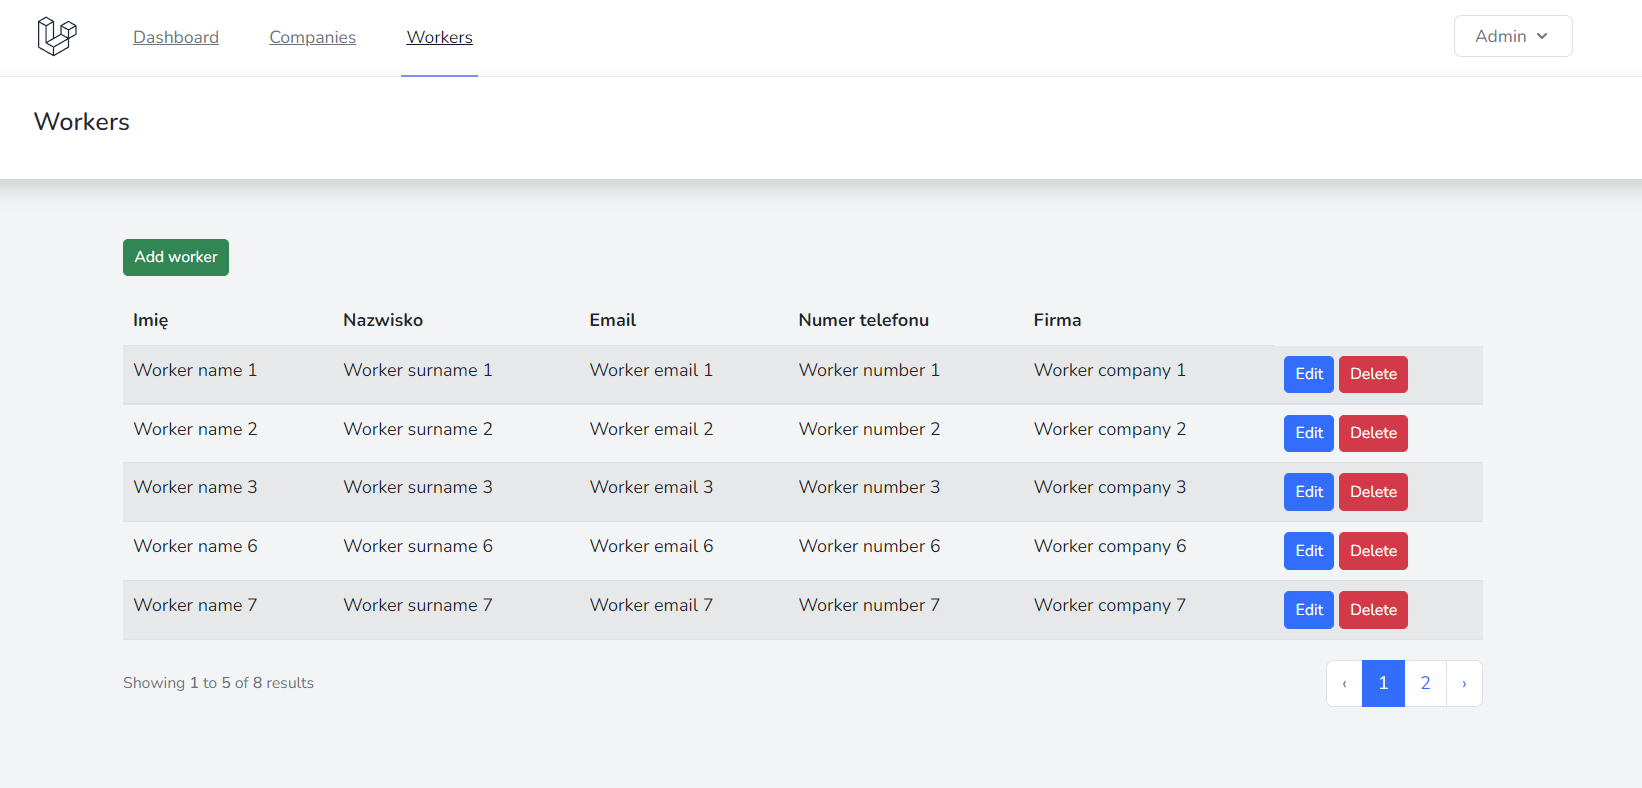 Dashboard Companies Workers Admin
Workers
Add worker
Imię Nazwisko Email Numer telefonu Firma
Worker name 1 Worker surname 1 Worker email 1 Worker number 1 Worker company 1 Edit Delete
Worker name 2 Worker surname 2 Worker email 2 Worker number 2 Worker company 2 Edit Delete
Worker name 3 Worker surname 3 Worker email 3 Worker number 3 Worker company 3 Edit Delete
Worker name 6 Worker surname 6 Worker email 6 Worker number 6 Worker company 6 Edit Delete
Worker name 7 Worker surname 7 Worker email 7 Worker number 7 Worker company 7 Edit Delete
Showing 1 to 5 of 8 results ‹ 1 2 ›